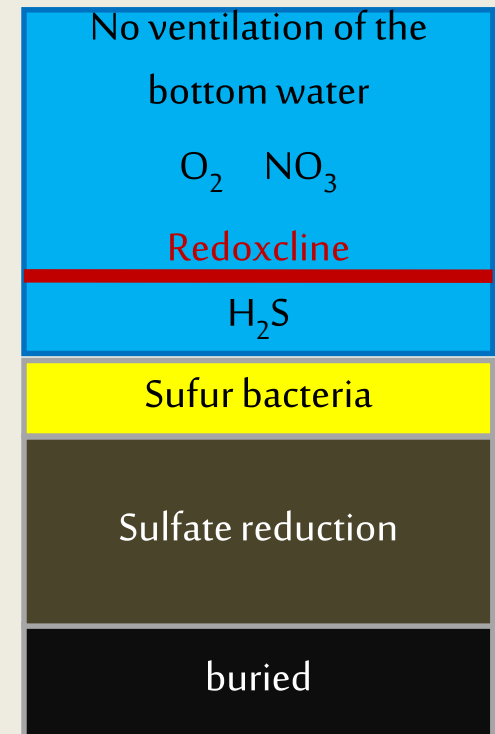 No ventilation of the
bottom water
O₂ NO₃
Redoxcline
H₂S
Sufur bacteria
Sulfate reduction
buried